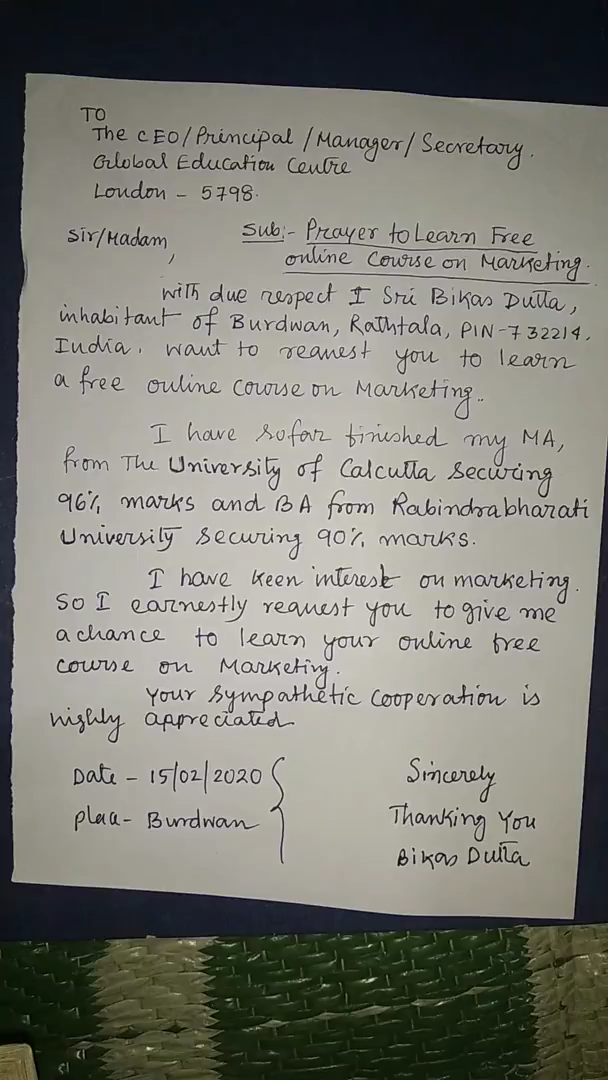 TO
The CEO/Principal/Manager/Secretary.
Global Education Centre
London - 5798.
Sir/Madam,
Sub:- Prayer to Learn Free
online Course on Marketing.
with due respect I Sri Bikas Dutta,
inhabitant of Burdwan, Rathtala, PIN-732214,
India. want to request you to learn
a free online Course on Marketing..
I have sofar finished my MA,
from The University of Calcutta Securing
96% marks and BA from Rabindrabharati
University Securing 90% marks.
I have keen interest on marketing.
So I earnestly request you to give me
a chance to learn your online free
course on Marketing.
Your Sympathetic Cooperation is
highly appreciated
Date - 15/02/2020
Place- Burdwan
Sincerely
Thanking You
Bikas Dutta